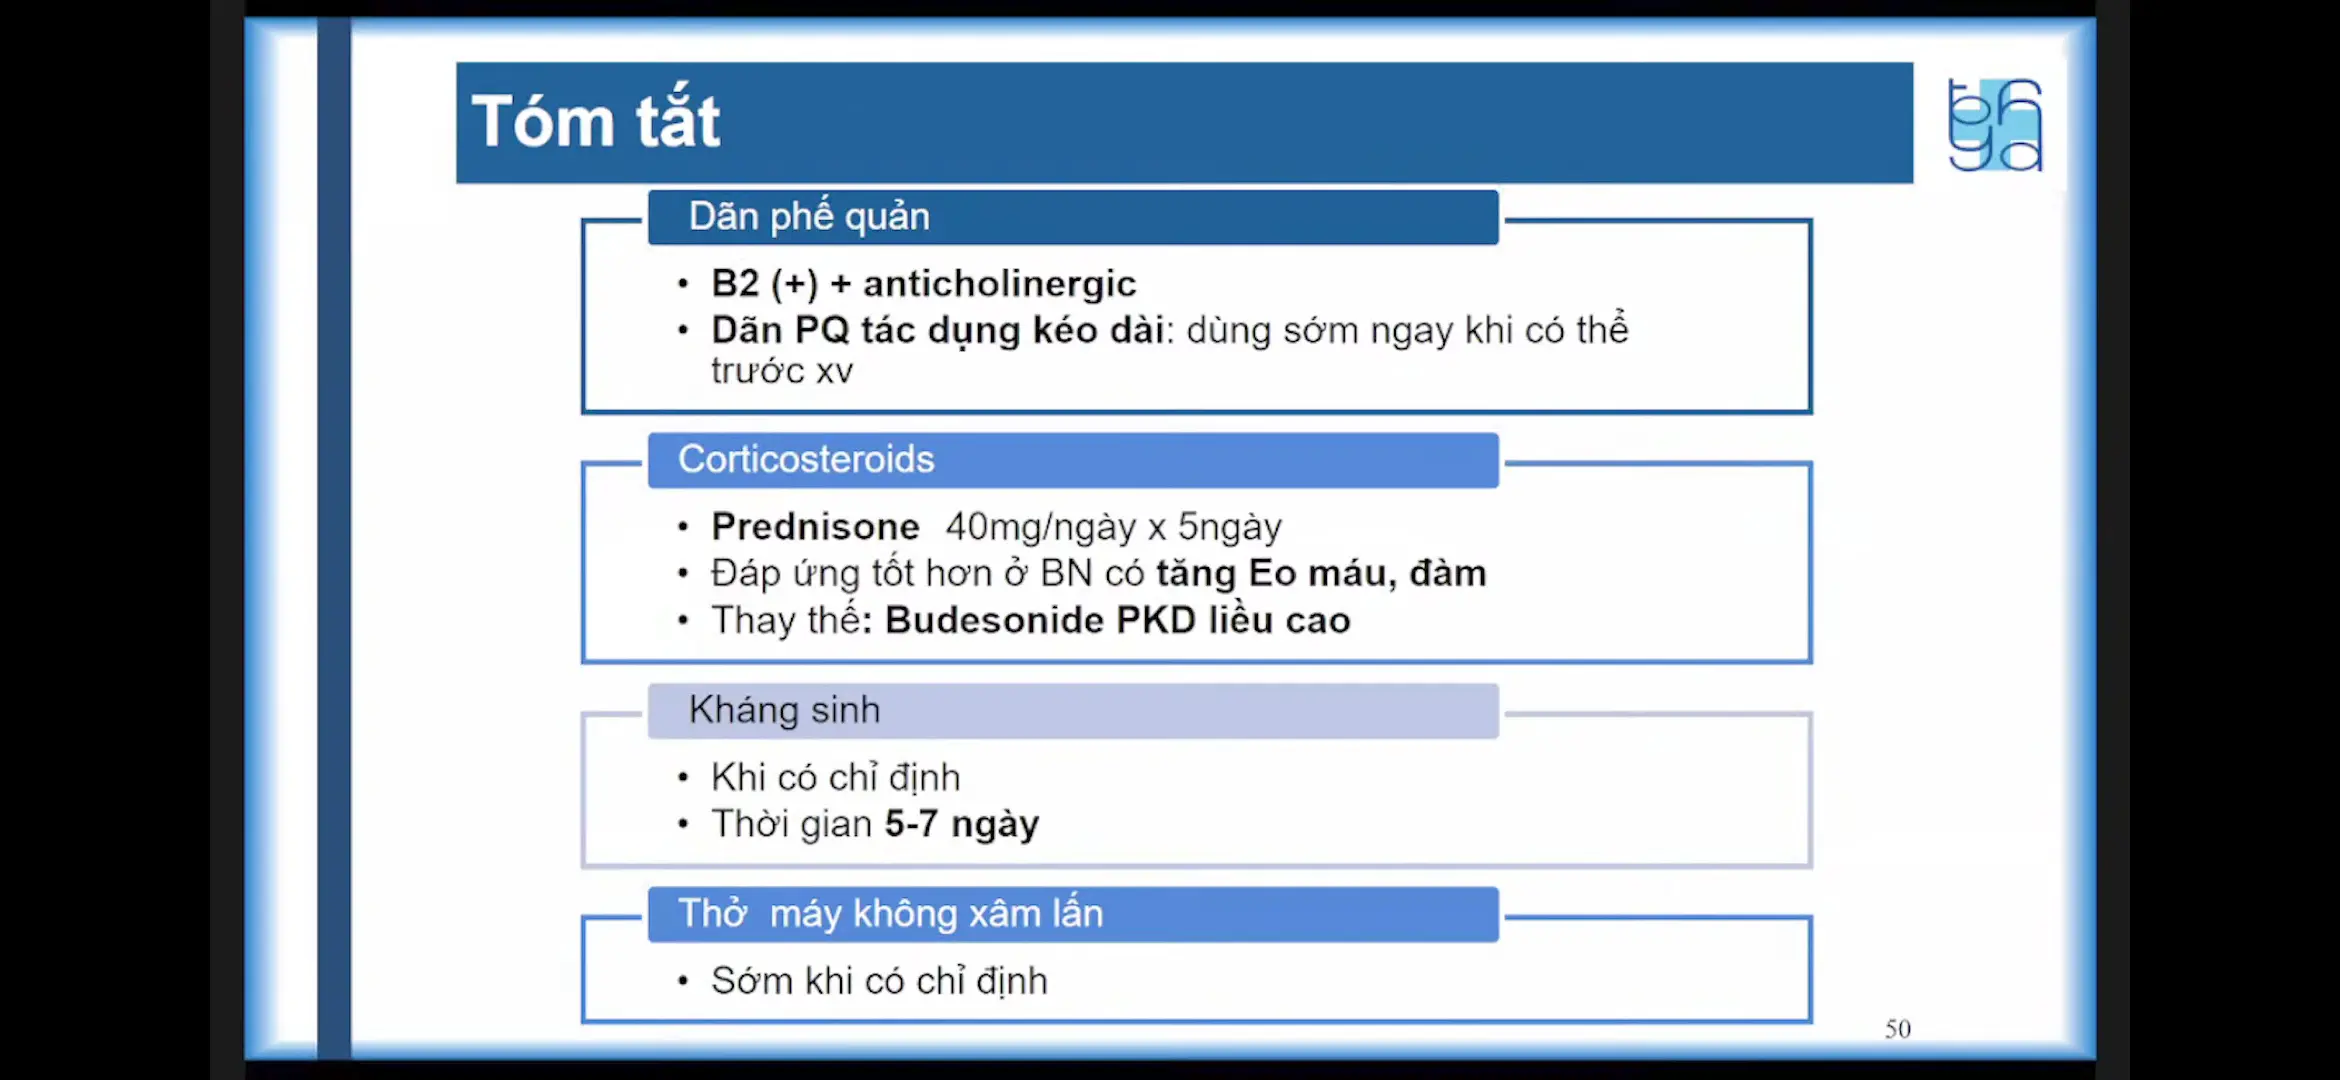 Tóm tắt
Dãn phế quản
• B2 (+) + anticholinergic
• Dãn PQ tác dụng kéo dài: dùng sớm ngay khi có thể
trước xv
Corticosteroids
• Prednisone 40mg/ngày x 5ngày
• Đáp ứng tốt hơn ở BN có tăng Eo máu, đàm
• Thay thế: Budesonide PKD liều cao
Kháng sinh
• Khi có chỉ định
• Thời gian 5-7 ngày
Thở máy không xâm lấn
• Sớm khi có chỉ định
50